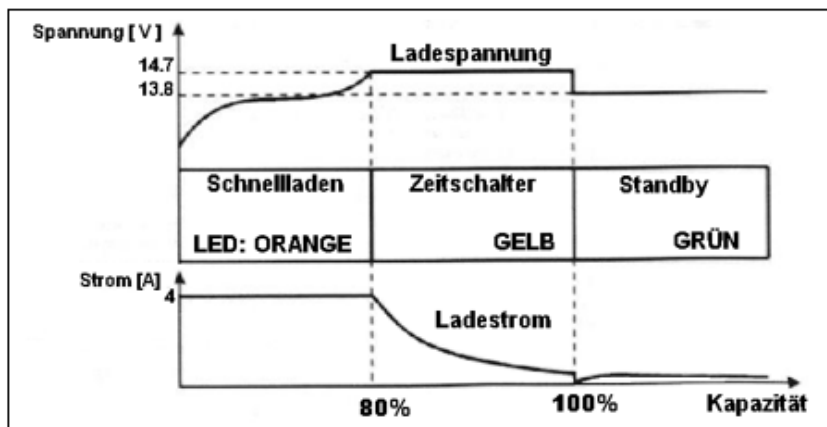 Spannung [ V ]
Ladespannung
14.7
13.8
Schnellladen Zeitschalter Standby
LED: ORANGE GELB GRÜN
Strom [A]
4
Ladestrom
80% 100% Kapazität